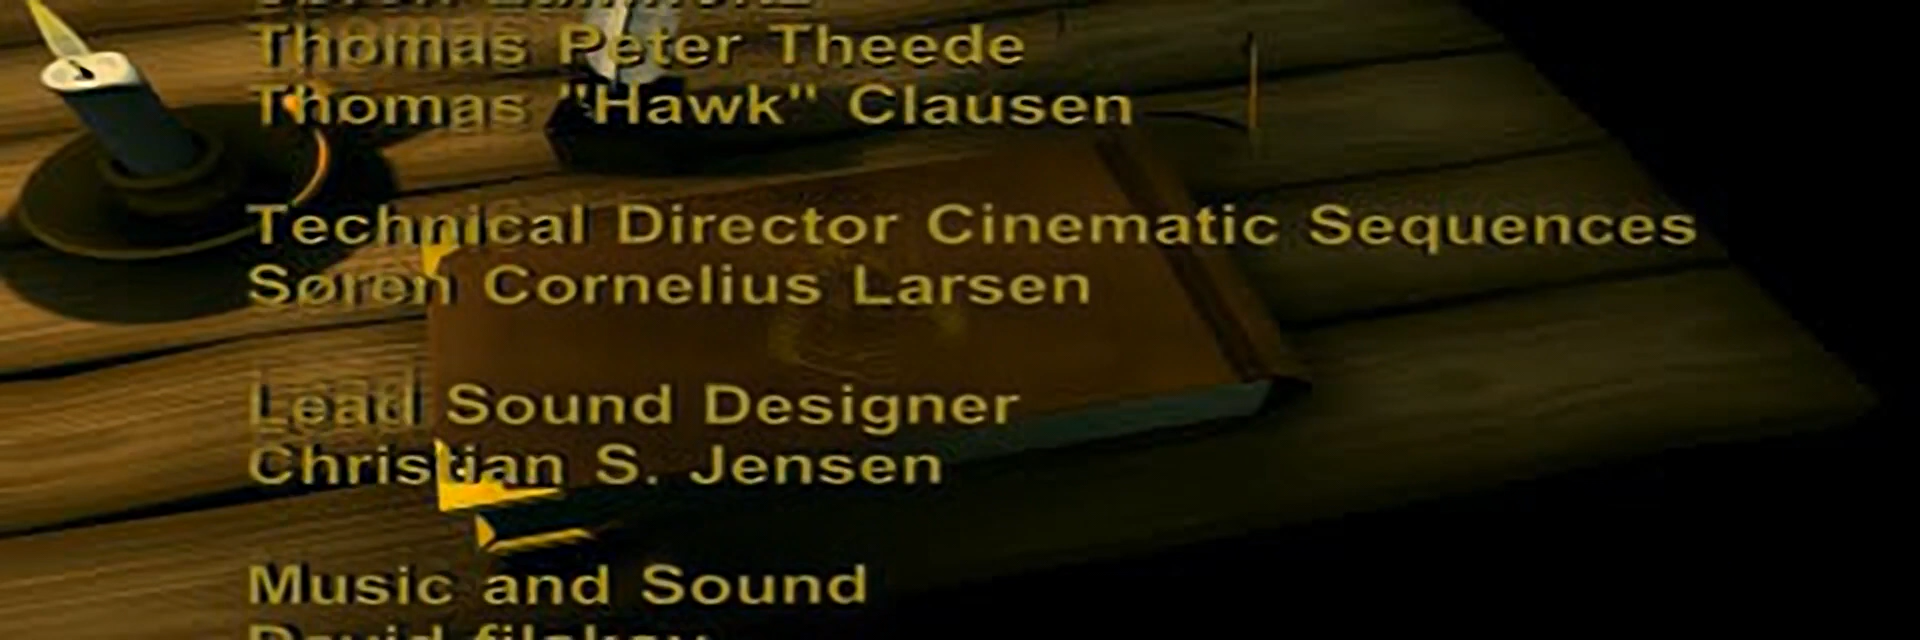 Thomas Peter Theede
Thomas "Hawk" Clausen
Technical Director Cinematic Sequences
Søren Cornelius Larsen
Lead Sound Designer
Christian S. Jensen
Music and Sound
David